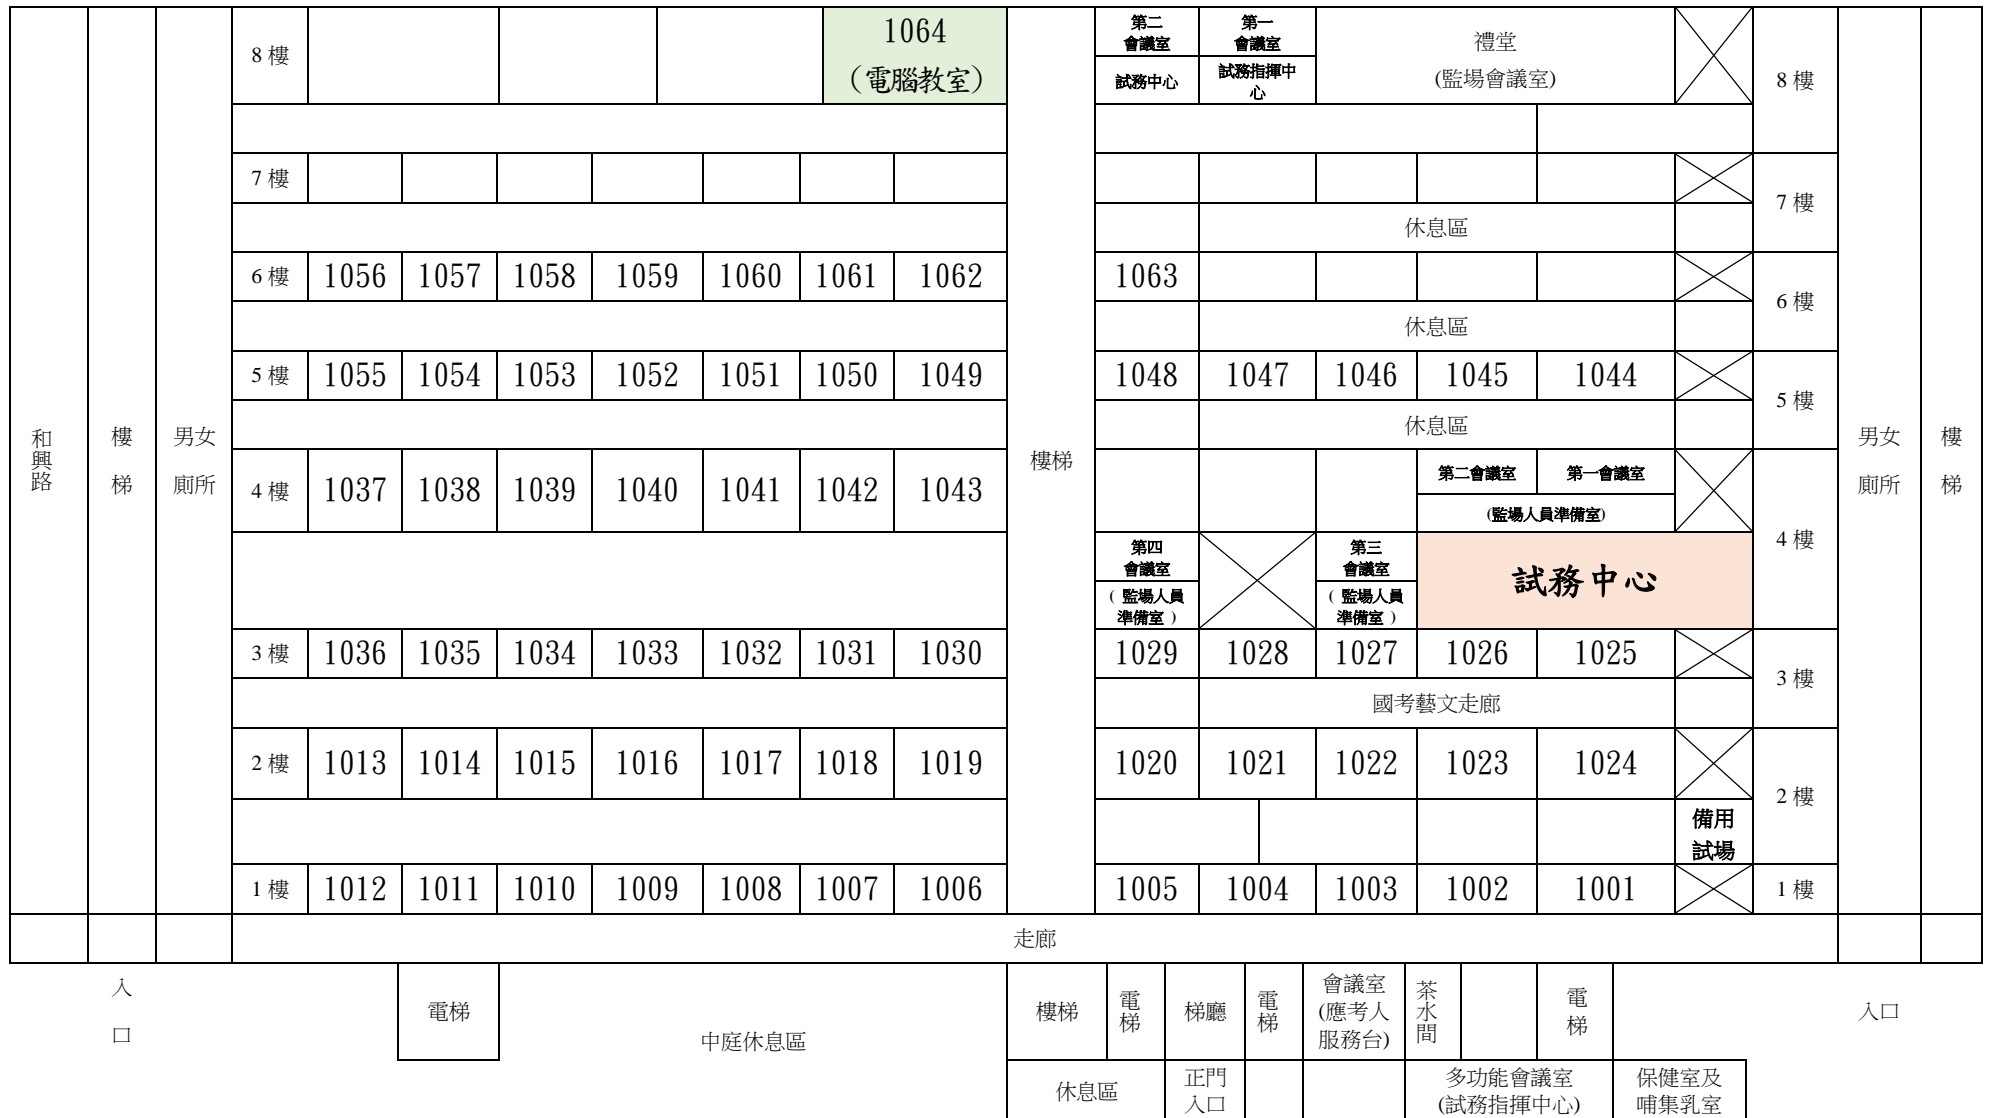 8 樓
1064
(電腦教室)
第二
會議室
試務中心
第一
會議室
試務指揮中
心
禮堂
(監場會議室)
8 樓
7 樓
7 樓
休息區
6 樓 1056 1057 1058 1059 1060 1061 1062 1063
6 樓
休息區
5 樓 1055 1054 1053 1052 1051 1050 1049 1048 1047 1046 1045 1044
5 樓
休息區
和興路
樓梯
男女
廁所
樓梯
男女
廁所
樓梯
4 樓 1037 1038 1039 1040 1041 1042 1043
第二會議室 第一會議室
(監場人員準備室)
4 樓
第四
會議室
( 監場人員
準備室 )
第三
會議室
( 監場人員
準備室 )
試務中心
3 樓 1036 1035 1034 1033 1032 1031 1030 1029 1028 1027 1026 1025
3 樓
國考藝文走廊
2 樓 1013 1014 1015 1016 1017 1018 1019 1020 1021 1022 1023 1024
2 樓
備用
試場
1 樓 1012 1011 1010 1009 1008 1007 1006 1005 1004 1003 1002 1001 1 樓
走廊
入口
電梯
中庭休息區
樓梯
電梯
梯廳
電梯
會議室
(應考人
服務台)
茶水間
電梯
入口
休息區
正門
入口
多功能會議室
(試務指揮中心)
保健室及
哺集乳室